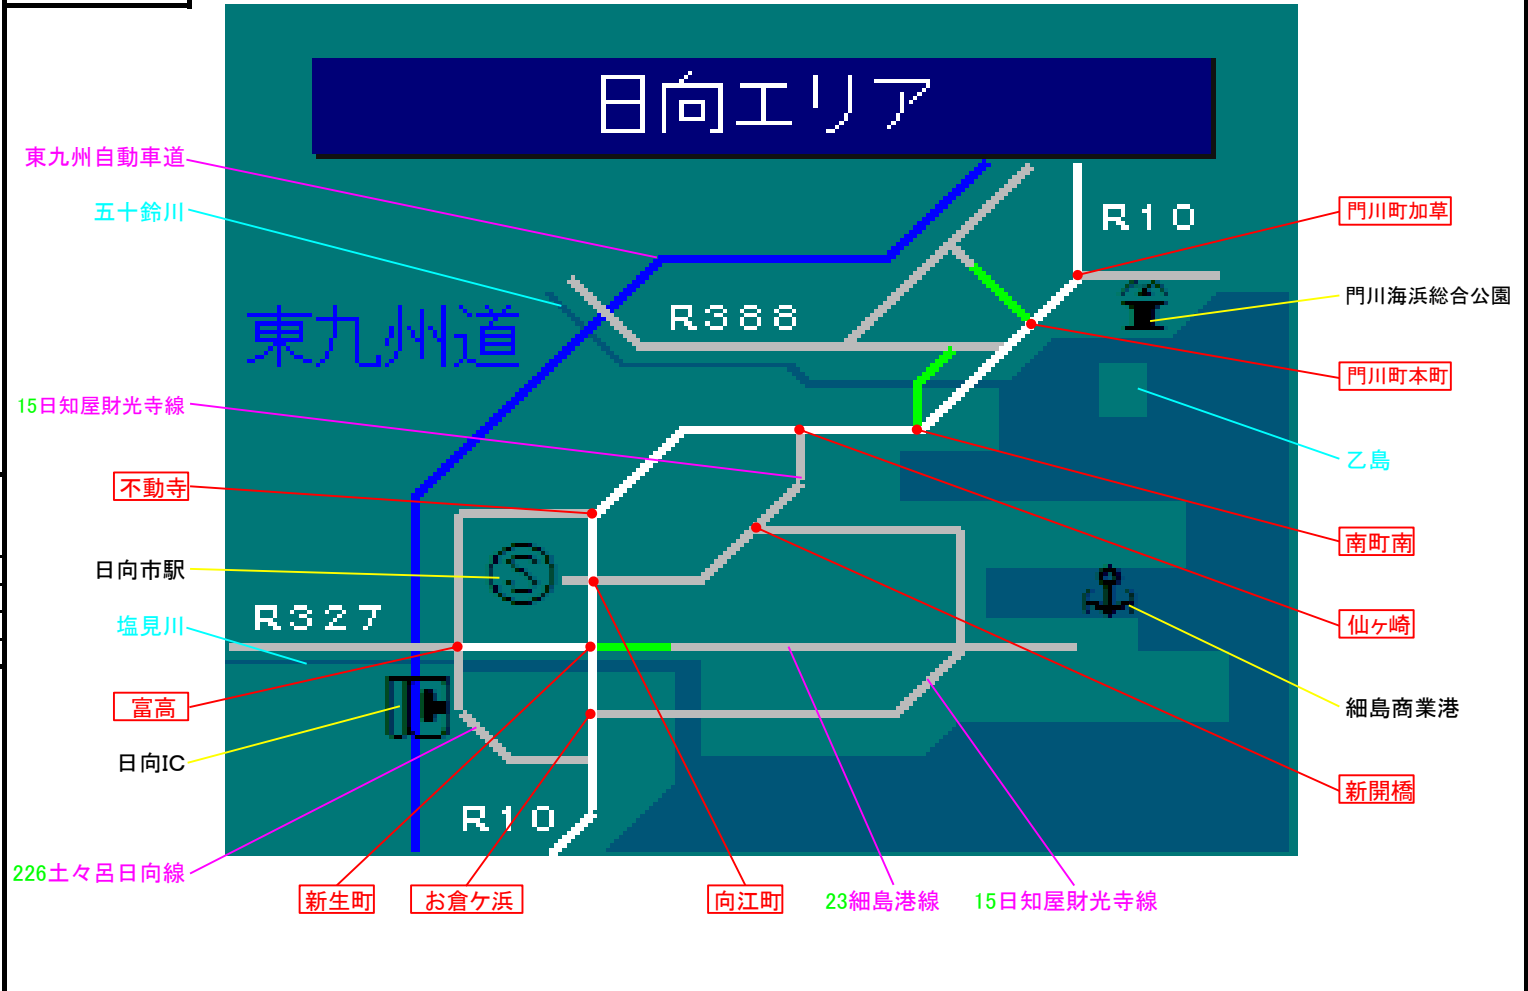 日向エリア
東九州自動車道
五十鈴川
R10
門川町加草
門川海浜総合公園
R388
東九州道
門川町本町
15日知屋財光寺線
乙島
不動寺
南町南
日向市駅
R327
塩見川
仙ヶ崎
富高
細島商業港
日向IC
新開橋
R10
226土々呂日向線
新生町
お倉ケ浜
向江町
23細島港線
15日知屋財光寺線